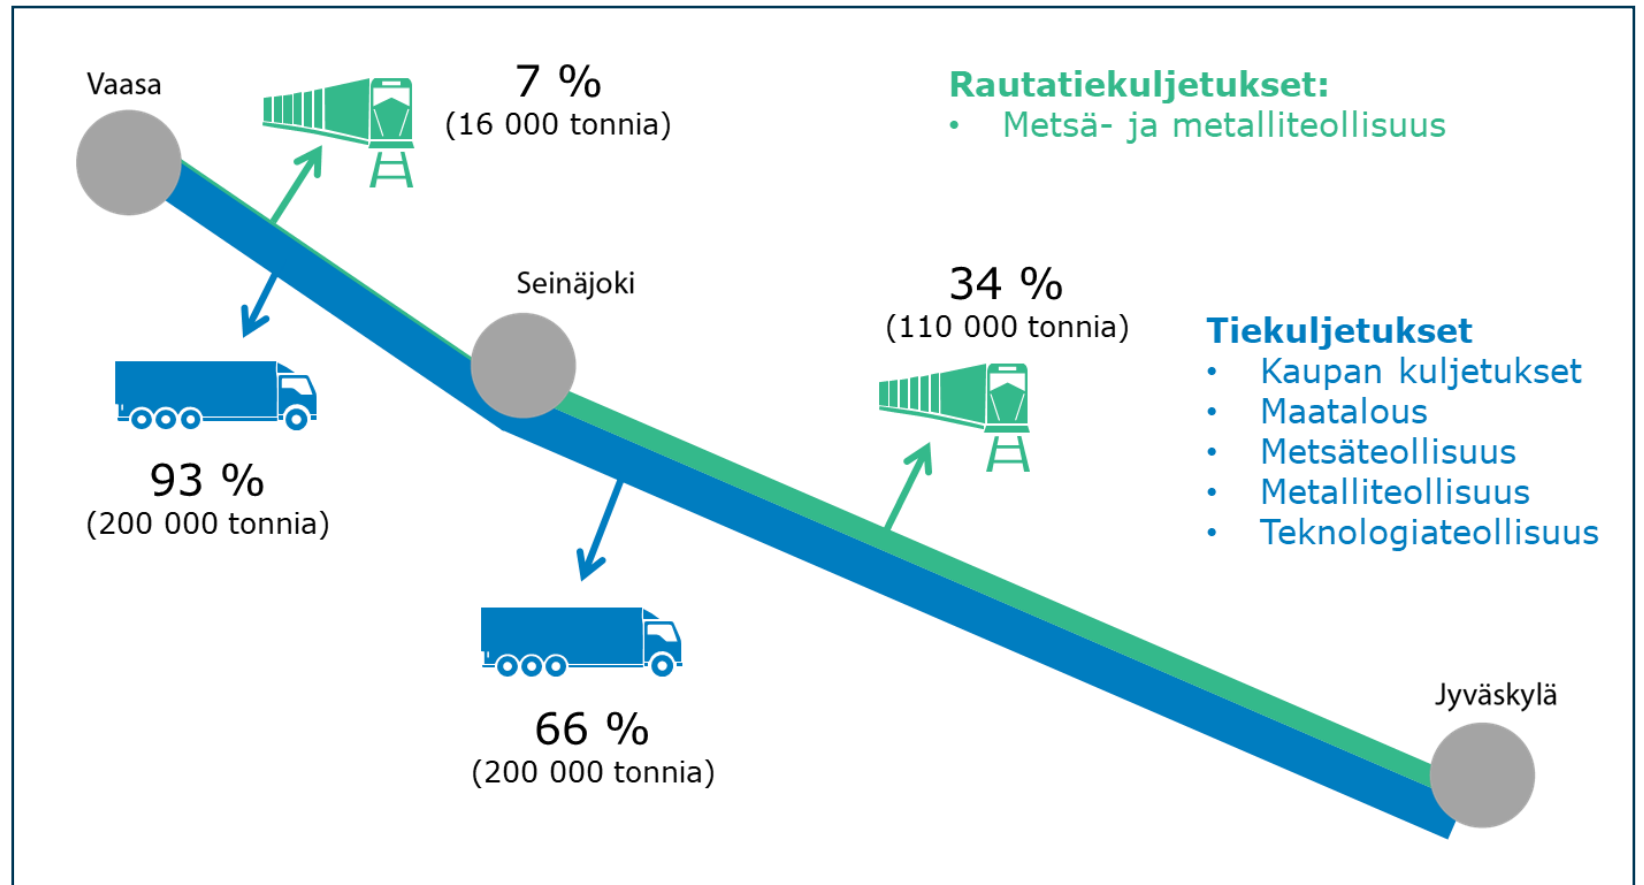 Vaasa
7 %
(16 000 tonnia)
Rautatiekuljetukset:
• Metsä- ja metalliteollisuus
Seinäjoki
34 %
(110 000 tonnia)
Tiekuljetukset
• Kaupan kuljetukset
• Maatalous
• Metsäteollisuus
• Metalliteollisuus
• Teknologiateollisuus
93 %
(200 000 tonnia)
66 %
(200 000 tonnia)
Jyväskylä